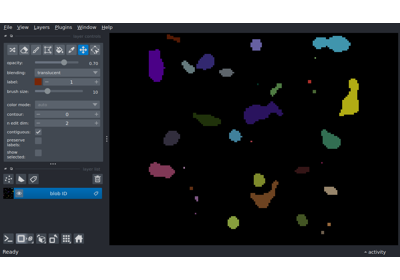 File View Layers Plugins Window Help
opacity: 0.70
blending: translucent
label: 1
brush size: 10
color mode:
contour: 0
n edit dim: 2
contiguous:
preserve labels:
show selected:
blob ID
Ready activity